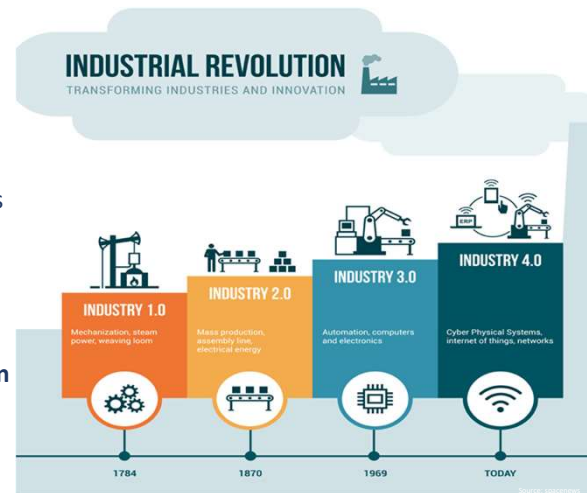 INDUSTRIAL REVOLUTION
TRANSFORMING INDUSTRIES AND INNOVATION
s
n
ERP
INDUSTRY 1.0
Mechanization, steam
power, weaving loom
INDUSTRY 2.0
Mass production,
assembly line,
electrical energy
INDUSTRY 3.0
Automation, computers
and electronics
INDUSTRY 4.0
Cyber Physical Systems,
internet of things, networks
1784
1870
1969
TODAY
Source: